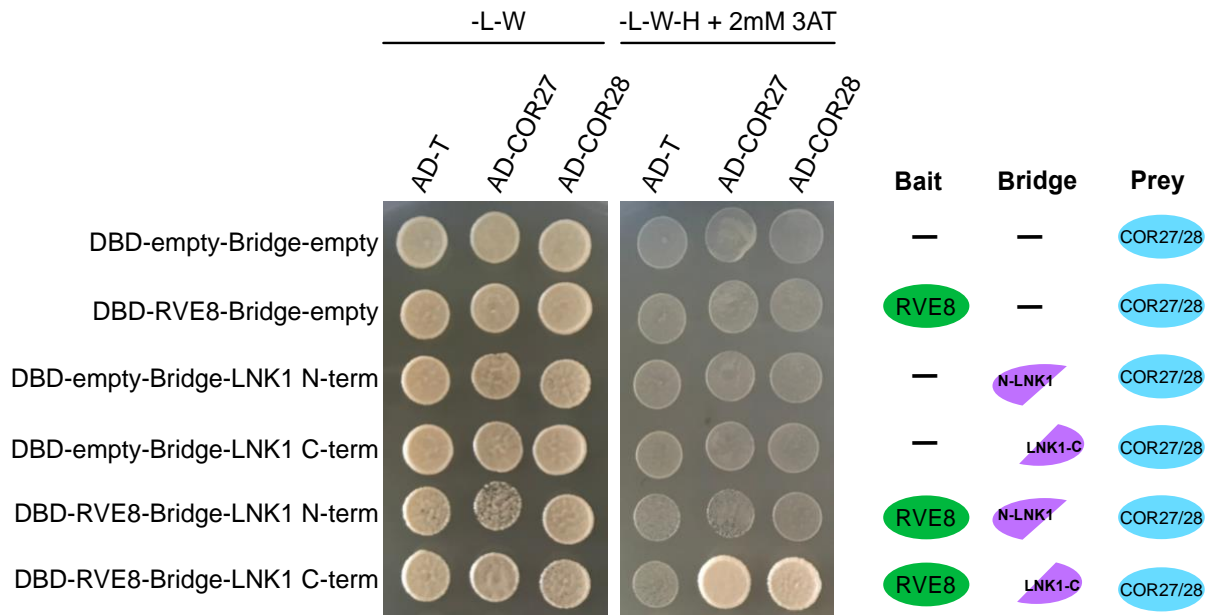 -L-W
-L-W-H + 2mM 3AT
AD-T
AD-COR27
AD-COR28
AD-T
AD-COR27
AD-COR28
Bait
Bridge
Prey
DBD-empty-Bridge-empty
— — COR27/28
DBD-RVE8-Bridge-empty
RVE8 — COR27/28
DBD-empty-Bridge-LNK1 N-term
— N-LNK1 COR27/28
DBD-empty-Bridge-LNK1 C-term
— LNK1-C COR27/28
DBD-RVE8-Bridge-LNK1 N-term
RVE8 N-LNK1 COR27/28
DBD-RVE8-Bridge-LNK1 C-term
RVE8 LNK1-C COR27/28